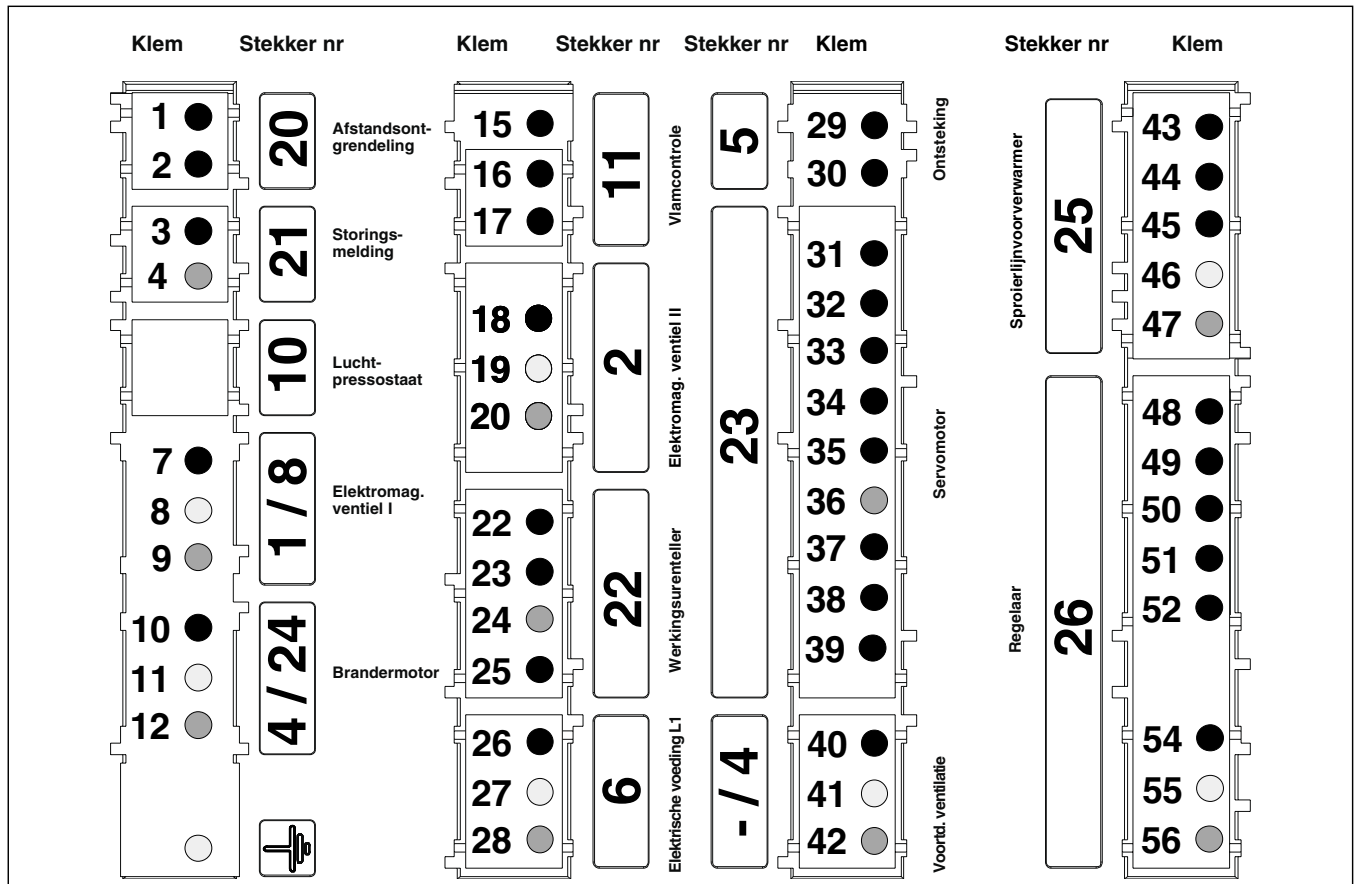 Klem Stekker nr Klem Stekker nr Stekker nr Klem Stekker nr Klem
1
2
20
Afstandsont-
grendeling
3
4
21
Storings-
melding
10
Lucht-
pressostaat
7
8
9
1 / 8
Elektromag.
ventiel I
10
11
12
4 / 24
Brandermotor
15
16
17
11
Vlamcontrole
18
19
20
2
Elektromag. ventiel II
22
23
24
25
22
Werkingsurenteller
26
27
28
6
Elektrische voeding L1
5
29
30
Ontsteking
23
31
32
33
34
35
36
37
38
39
Servomotor
- / 4
40
41
42
Voortd. ventilatie
Sproierlijnvoorverwarmer
25
43
44
45
46
47
Regelaar
26
48
49
50
51
52
54
55
56